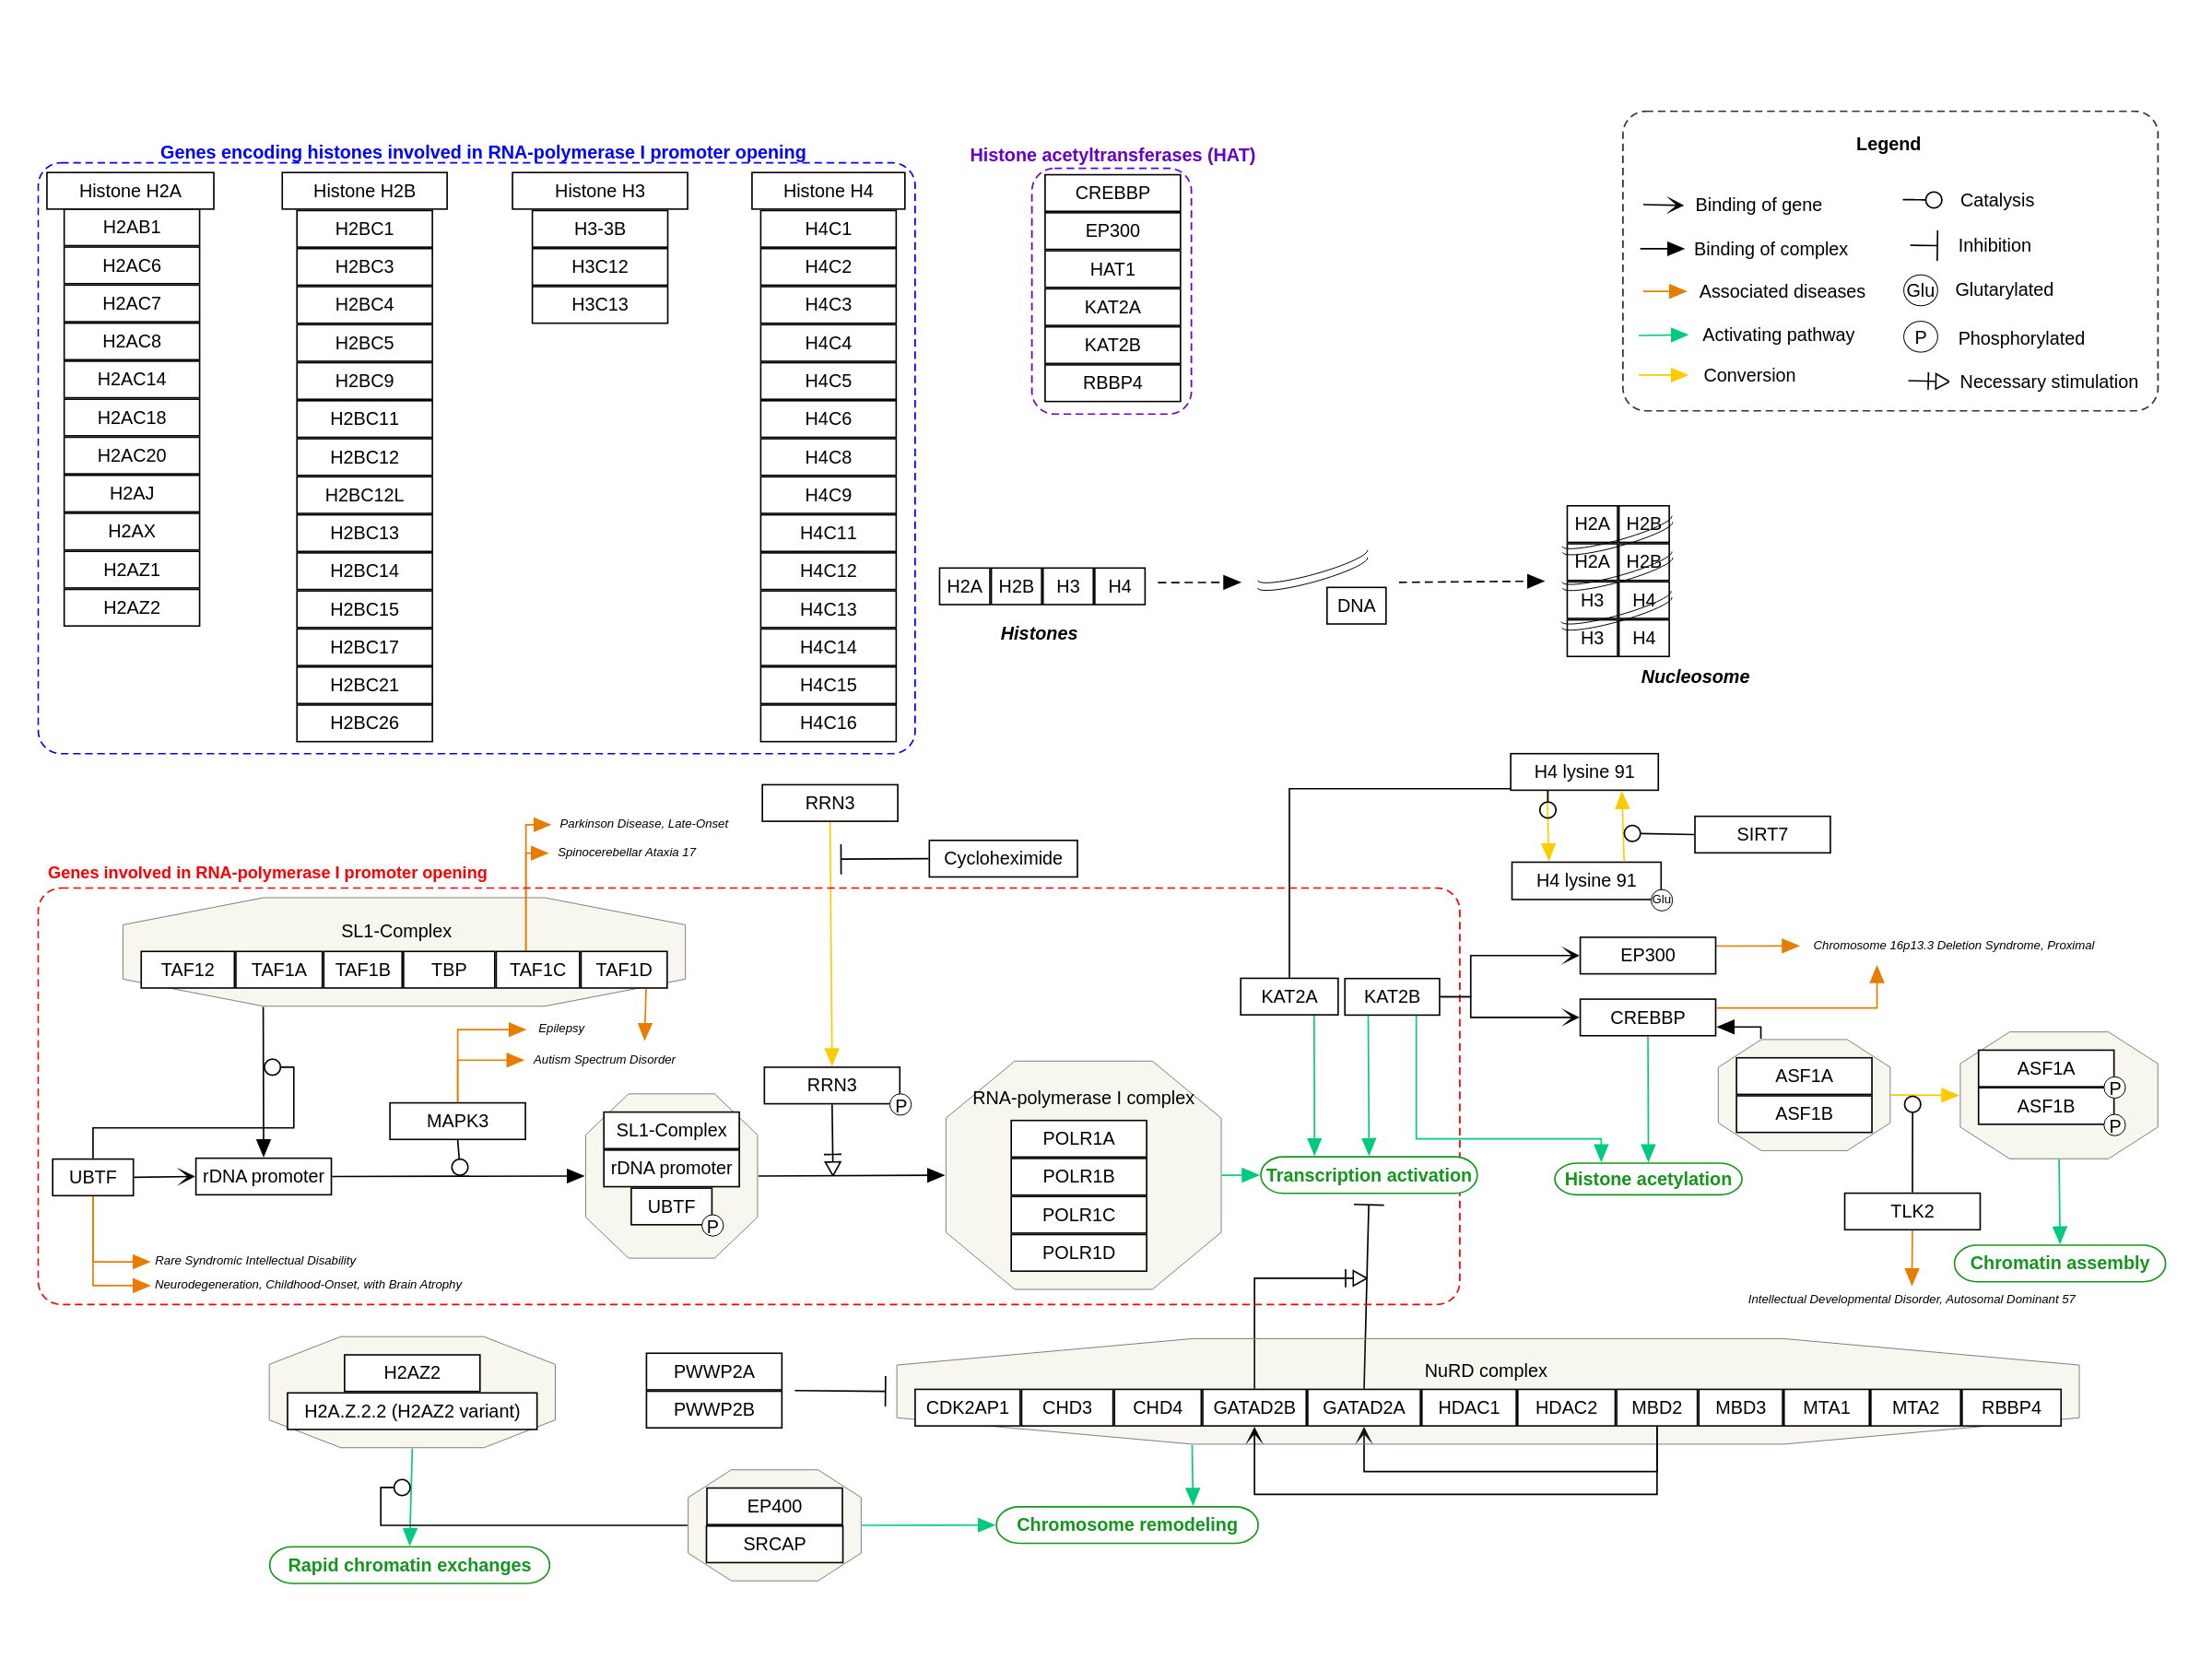 Genes encoding histones involved in RNA-polymerase I promoter opening
Histone H2A
H2AB1
H2AC6
H2AC7
H2AC8
H2AC14
H2AC18
H2AC20
H2AJ
H2AX
H2AZ1
H2AZ2
Histone H2B
H2BC1
H2BC3
H2BC4
H2BC5
H2BC9
H2BC11
H2BC12
H2BC12L
H2BC13
H2BC14
H2BC15
H2BC17
H2BC21
H2BC26
Histone H3
H3-3B
H3C12
H3C13
Histone H4
H4C1
H4C2
H4C3
H4C4
H4C5
H4C6
H4C8
H4C9
H4C11
H4C12
H4C13
H4C14
H4C15
H4C16
Histone acetyltransferases (HAT)
CREBBP
EP300
HAT1
KAT2A
KAT2B
RBBP4
Legend
Binding of gene
Binding of complex
Associated diseases
Activating pathway
Conversion
Catalysis
Inhibition
Glu Glutarylated
P Phosphorylated
Necessary stimulation
H2A H2B H3 H4
Histones
DNA
H2A H2B
H2A H2B
H3 H4
H3 H4
Nucleosome
RRN3
Cycloheximide
H4 lysine 91
SIRT7
H4 lysine 91
Glu
Parkinson Disease, Late-Onset
Spinocerebellar Ataxia 17
Genes involved in RNA-polymerase I promoter opening
SL1-Complex
TAF12 TAF1A TAF1B TBP TAF1C TAF1D
Epilepsy
Autism Spectrum Disorder
MAPK3
UBTF
rDNA promoter
Rare Syndromic Intellectual Disability
Neurodegeneration, Childhood-Onset, with Brain Atrophy
SL1-Complex
rDNA promoter
UBTF
P
RRN3
P
RNA-polymerase I complex
POLR1A
POLR1B
POLR1C
POLR1D
KAT2A
KAT2B
Transcription activation
EP300
CREBBP
Chromosome 16p13.3 Deletion Syndrome, Proximal
Histone acetylation
ASF1A
ASF1B
ASF1A
P
ASF1B
P
TLK2
Chromatin assembly
Intellectual Developmental Disorder, Autosomal Dominant 57
H2AZ2
H2A.Z.2.2 (H2AZ2 variant)
Rapid chromatin exchanges
PWWP2A
PWWP2B
NuRD complex
CDK2AP1 CHD3 CHD4 GATAD2B GATAD2A HDAC1 HDAC2 MBD2 MBD3 MTA1 MTA2 RBBP4
EP400
SRCAP
Chromosome remodeling